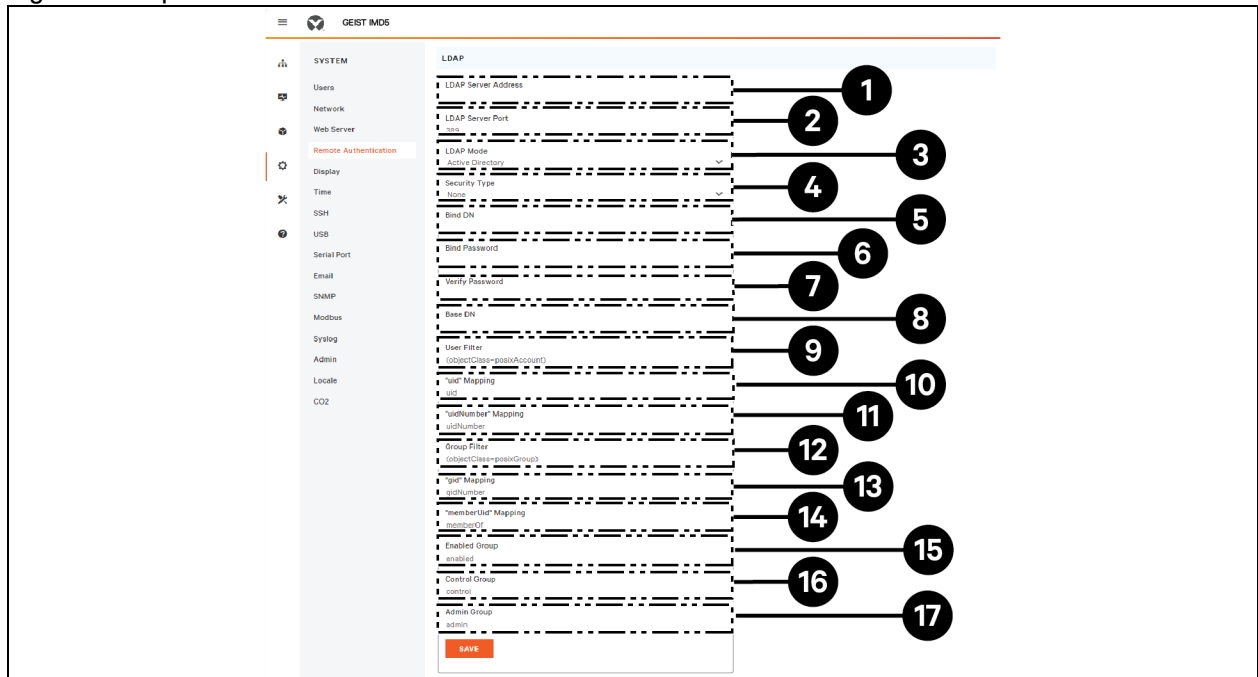 GEIST IMD5
SYSTEM
Users
Network
Web Server
Remote Authentication
Display
Time
SSH
USB
Serial Port
Email
SNMP
Modbus
Syslog
Admin
Locale
CO2
LDAP
LDAP Server Address
1
LDAP Server Port
389
2
LDAP Mode
Active Directory
3
Security Type
None
4
Bind DN
5
Bind Password
6
Verify Password
7
Base DN
8
User Filter
(objectClass=posixAccount)
9
"uid" Mapping
uid
10
"uidNumber" Mapping
uidNumber
11
Group Filter
(objectClass=posixGroup)
12
"gid" Mapping
gidNumber
13
"memberUid" Mapping
memberOf
14
Enabled Group
enabled
15
Control Group
control
16
Admin Group
admin
17
SAVE